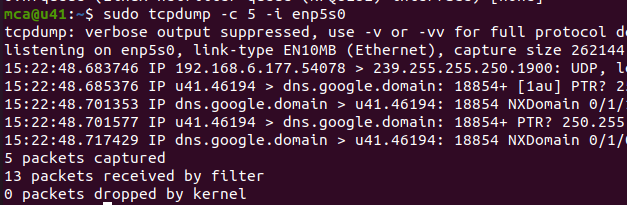 mca@u41:~$ sudo tcpdump -c 5 -i enp5s0
tcpdump: verbose output suppressed, use -v or -vv for full protocol de
listening on enp5s0, link-type EN10MB (Ethernet), capture size 262144
15:22:48.683746 IP 192.168.6.177.54078 > 239.255.255.250.1900: UDP, le
15:22:48.685376 IP u41.46194 > dns.google.domain: 18854+ [1au] PTR? 25
15:22:48.701353 IP dns.google.domain > u41.46194: 18854 NXDomain 0/1/
15:22:48.701577 IP u41.46194 > dns.google.domain: 18854+ PTR? 250.255
15:22:48.717429 IP dns.google.domain > u41.46194: 18854 NXDomain 0/1/
5 packets captured
13 packets received by filter
0 packets dropped by kernel